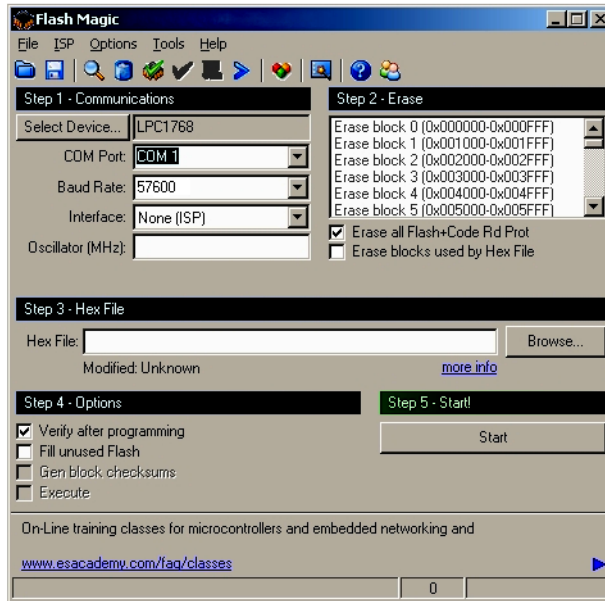 Flash Magic
File ISP Options Tools Help
Step 1 - Communications
Select Device... LPC1768
COM Port: COM 1
Baud Rate: 57600
Interface: None (ISP)
Oscillator (MHz):
Step 2 - Erase
Erase block 0 (0x000000-0x000FFF)
Erase block 1 (0x001000-0x001FFF)
Erase block 2 (0x002000-0x002FFF)
Erase block 3 (0x003000-0x003FFF)
Erase block 4 (0x004000-0x004FFF)
Erase block 5 (0x005000-0x005FFF)
Erase all Flash+Code Rd Prot
Erase blocks used by Hex File
Step 3 - Hex File
Hex File: Browse...
Modified: Unknown more info
Step 4 - Options
Verify after programming
Fill unused Flash
Gen block checksums
Execute
Step 5 - Start!
Start
On-Line training classes for microcontrollers and embedded networking and
www.esacademy.com/faq/classes
0